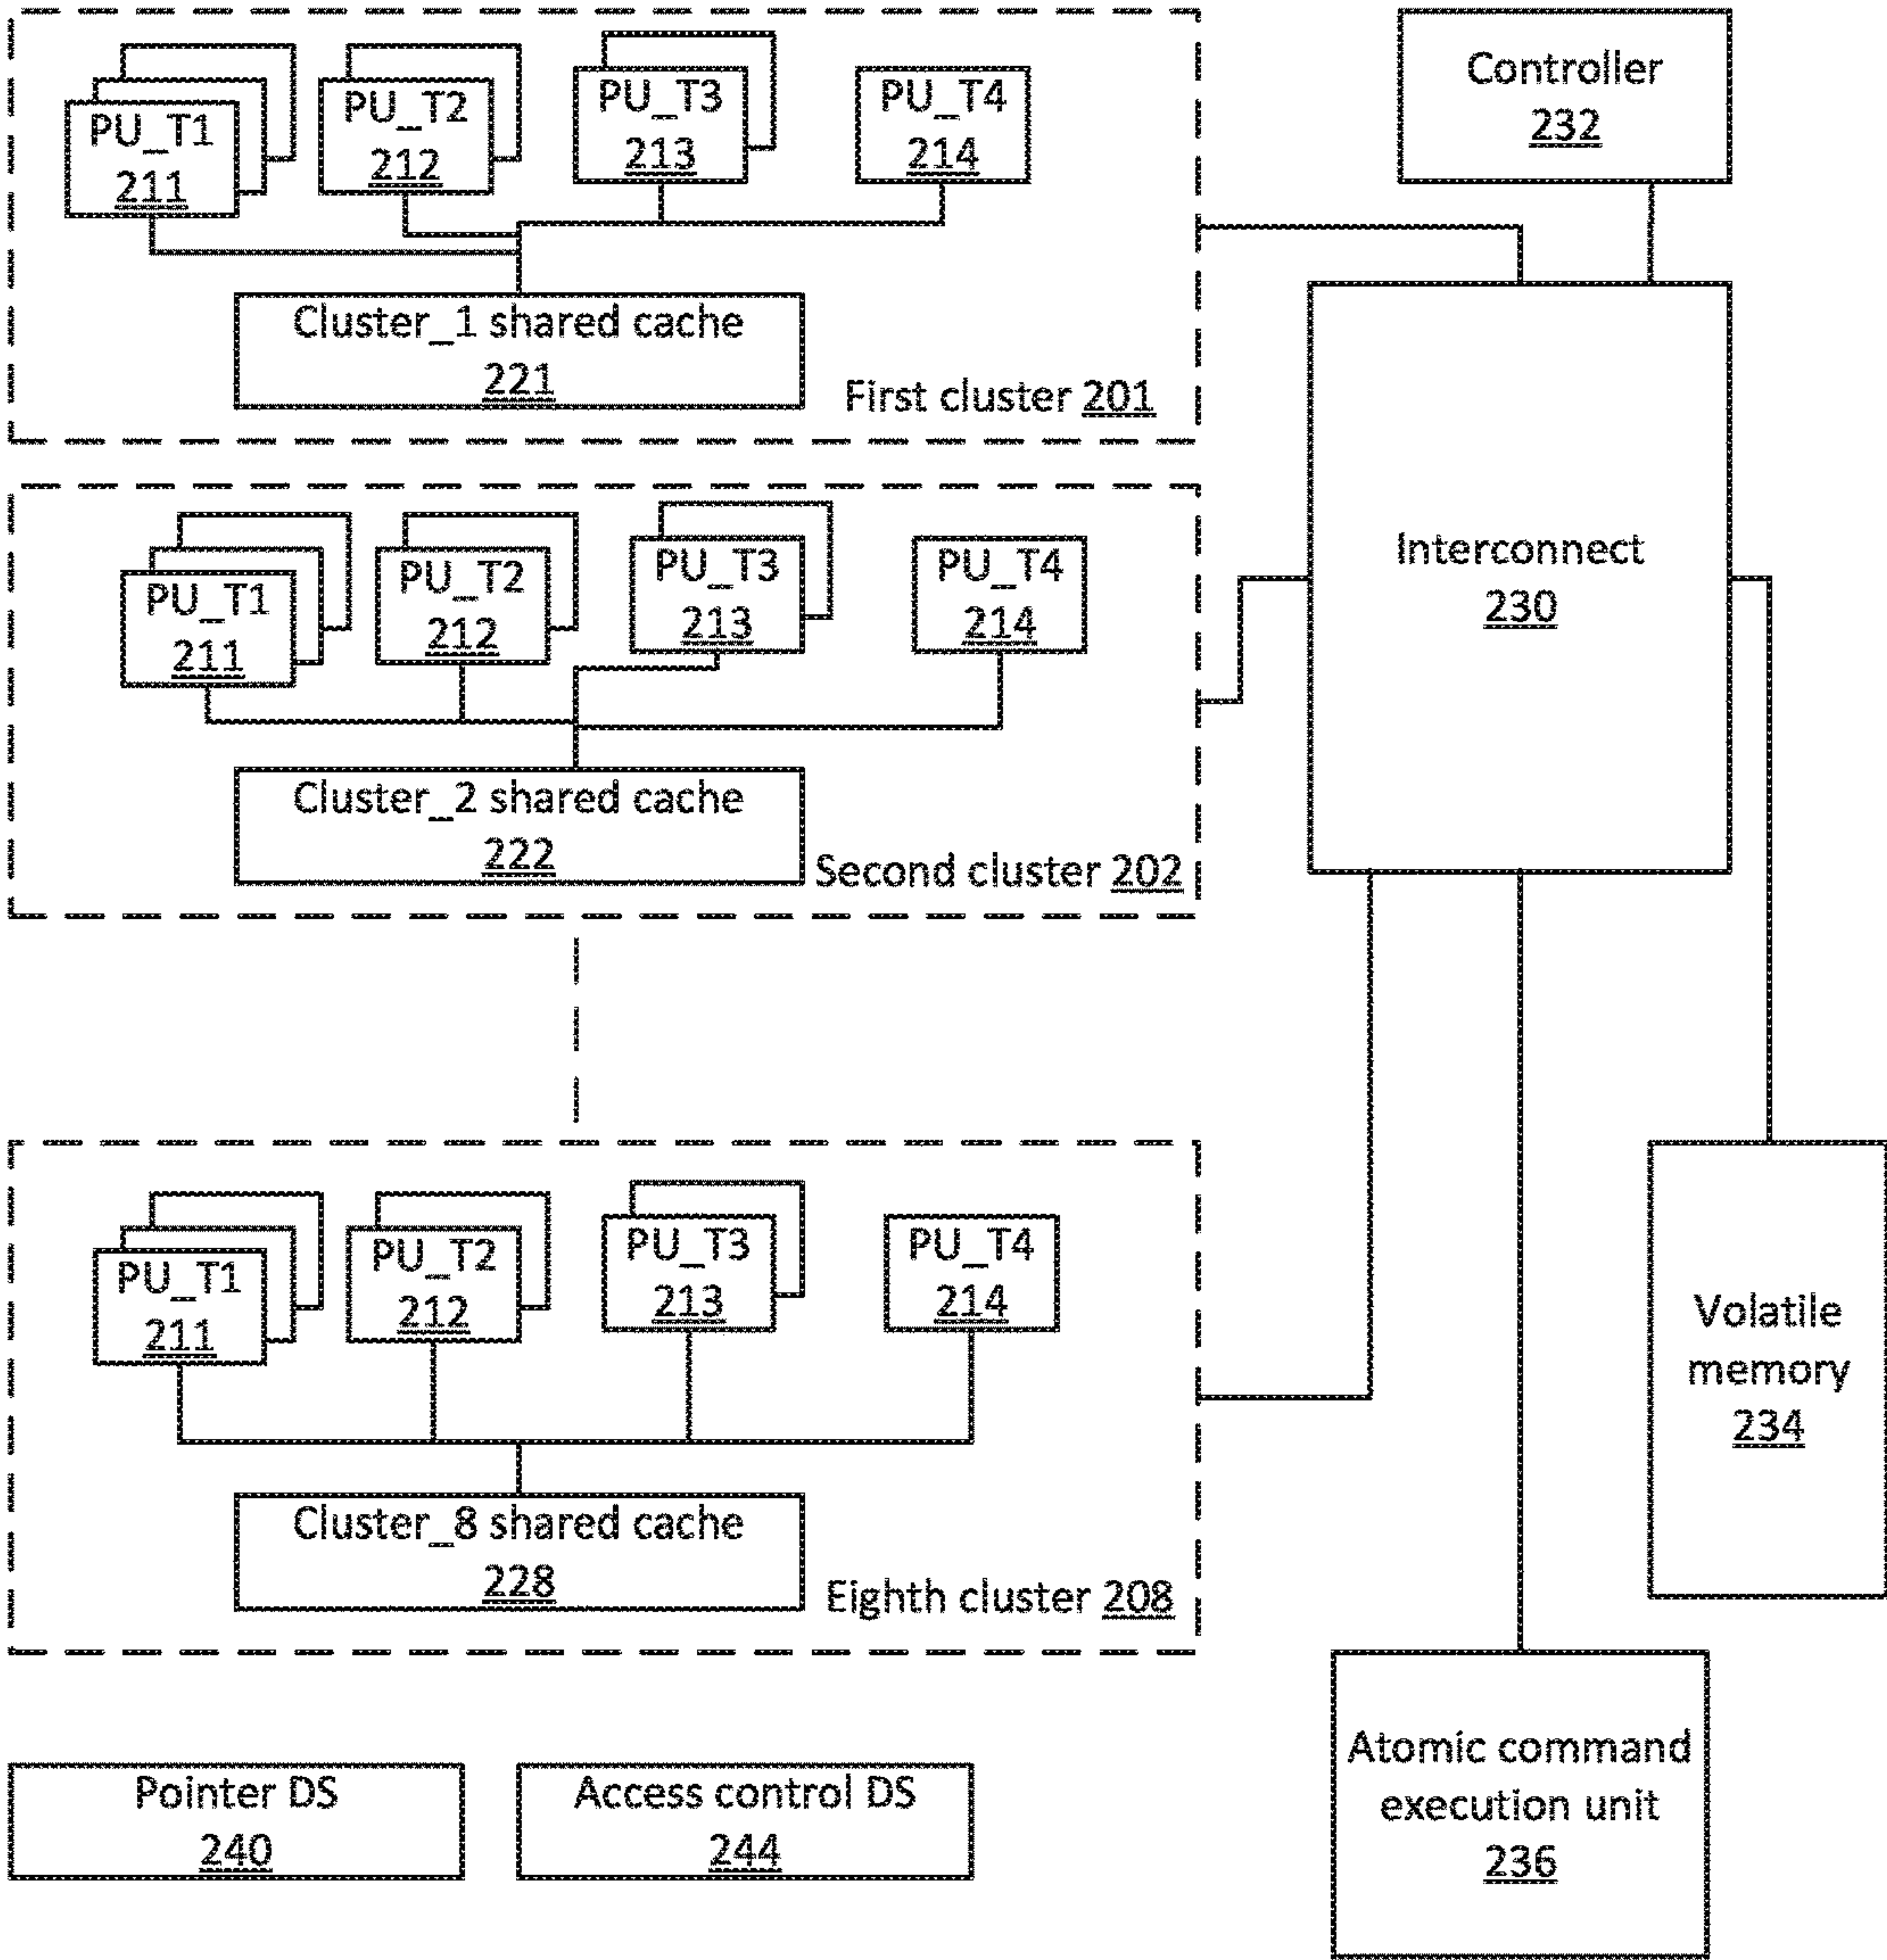 PU_T1
211
PU_T2
212
PU_T3
213
PU_T4
214
Cluster_1 shared cache
221
First cluster 201
Controller
232
PU_T1
211
PU_T2
212
PU_T3
213
PU_T4
214
Cluster_2 shared cache
222
Second cluster 202
Interconnect
230
PU_T1
211
PU_T2
212
PU_T3
213
PU_T4
214
Cluster_8 shared cache
228
Eighth cluster 208
Volatile
memory
234
Pointer DS
240
Access control DS
244
Atomic command
execution unit
236